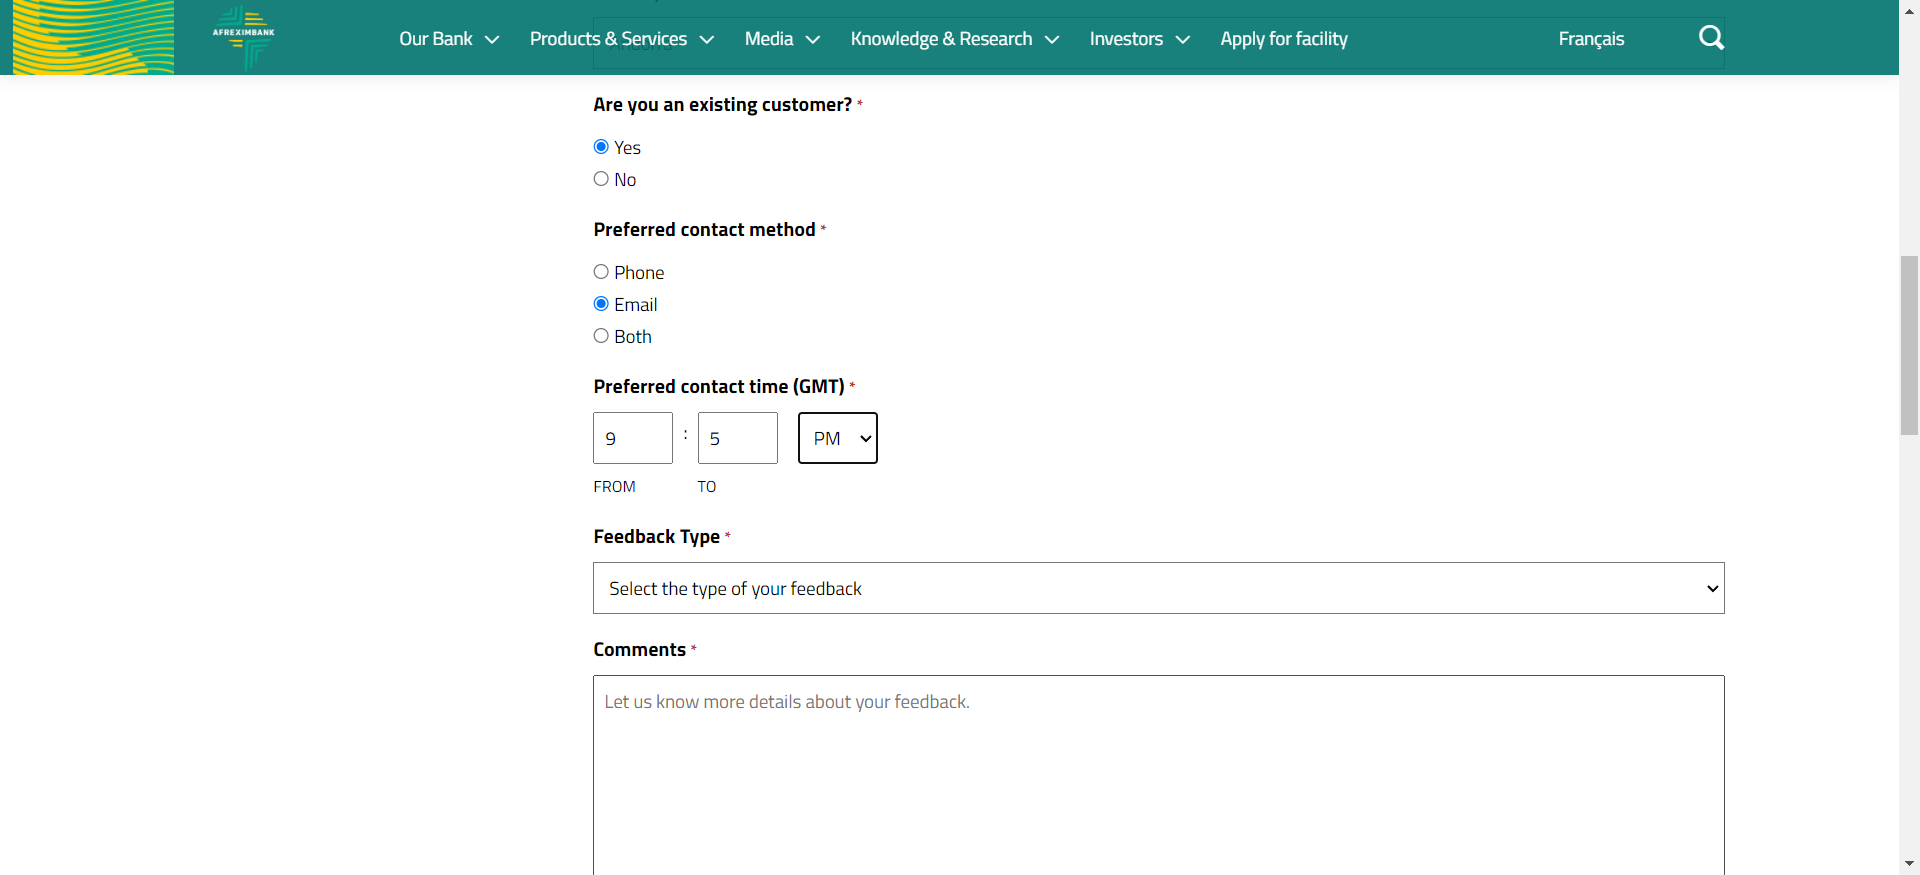 AFREXIMBANK
Our Bank Products & Services Media Knowledge & Research Investors Apply for facility Français
Are you an existing customer? *
Yes
No
Preferred contact method *
Phone
Email
Both
Preferred contact time (GMT) *
9 : 5 PM
FROM TO
Feedback Type *
Select the type of your feedback
Comments *
Let us know more details about your feedback.